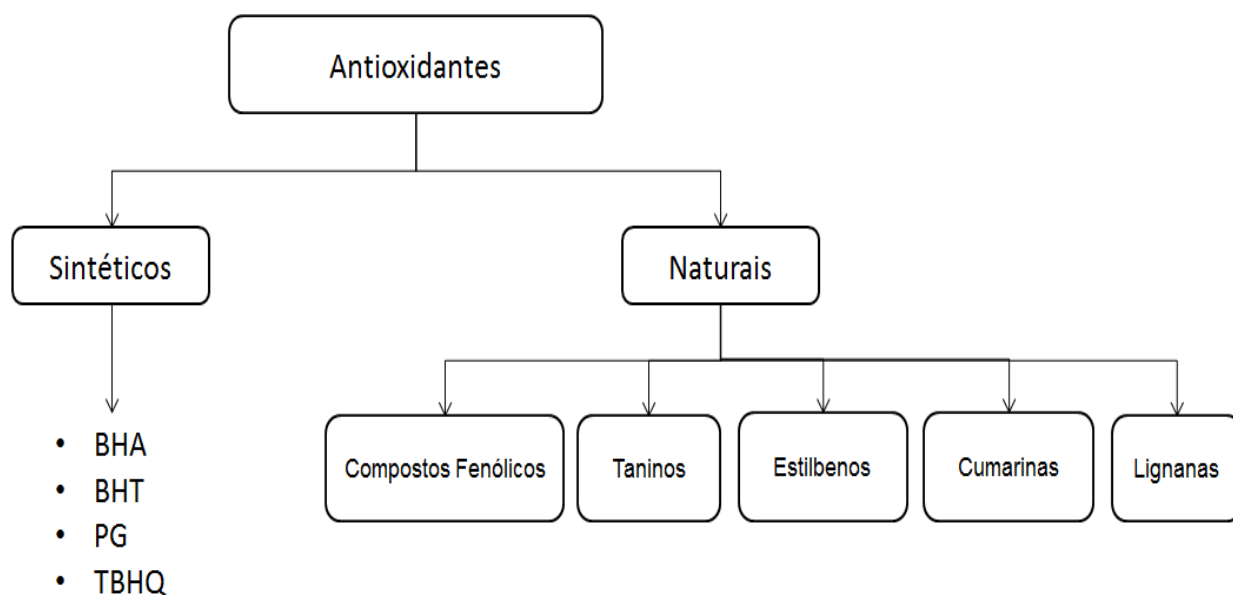 Antioxidantes
Sintéticos
Naturais
Compostos Fenólicos
Taninos
Estilbenos
Cumarinas
Lignanas
• BHA
• BHT
• PG
• TBHQ